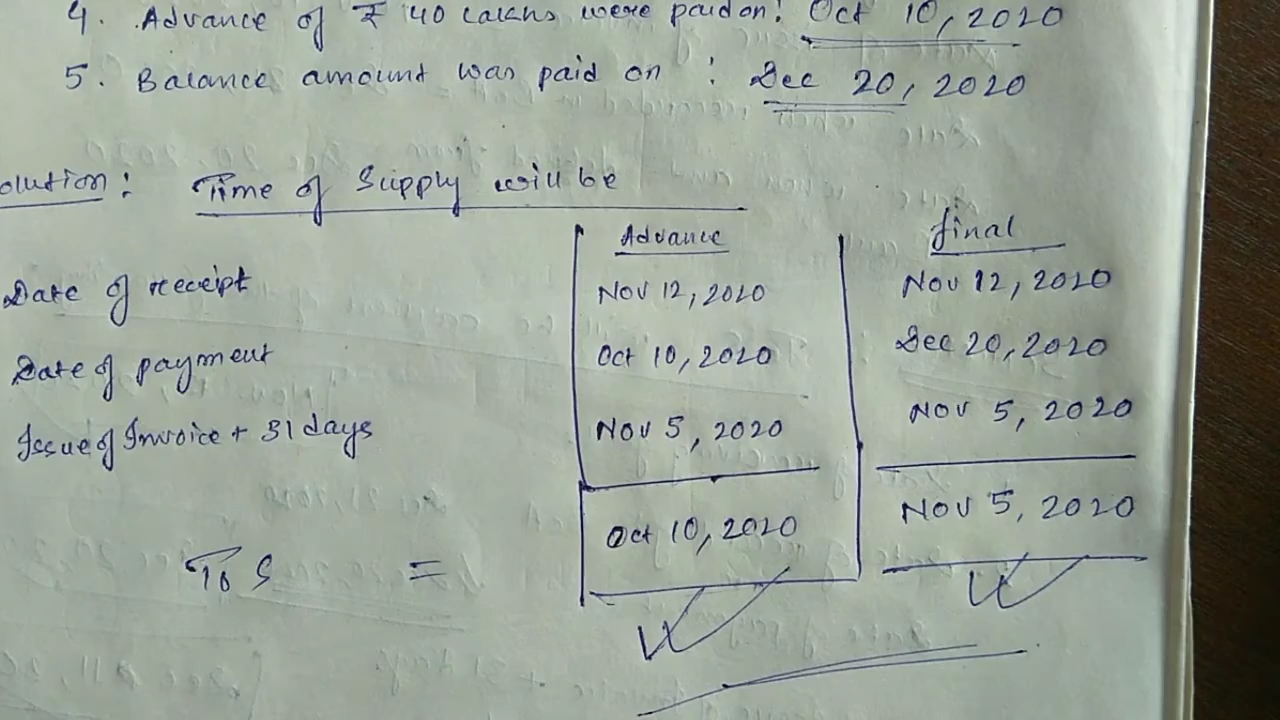 4. Advance of ₹ 40 Lakhs were paid on: Oct 10, 2020
5. Balance amount was paid on : Dec 20, 2020
olution: Time of Supply will be
Advance final
Date of receipt Nov 12, 2020 Nov 12, 2020
Date of payment Oct 10, 2020 Dec 20, 2020
Issue of Invoice + 31 days Nov 5, 2020 Nov 5, 2020
ToS = Oct 10, 2020 Nov 5, 2020